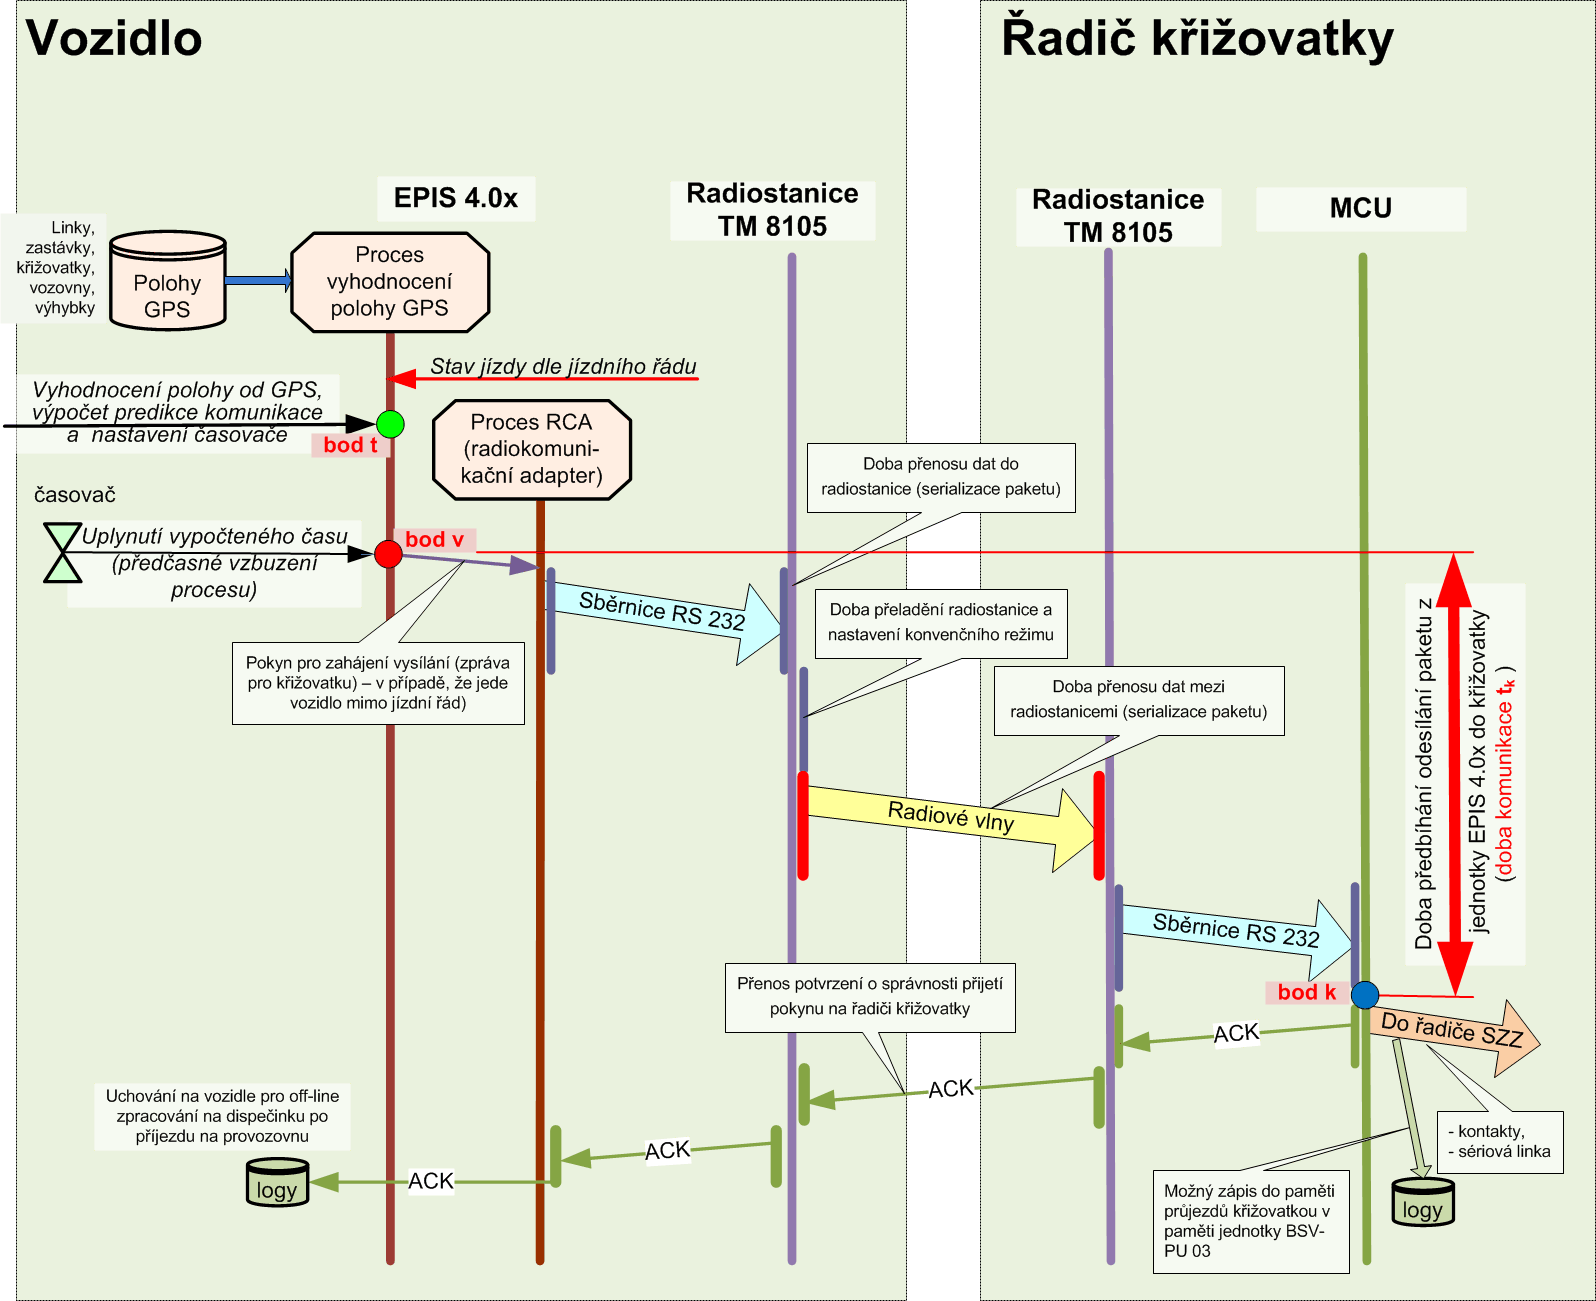 Vozidlo
Řadič křižovatky
EPIS 4.0x
Radiostanice
TM 8105
Radiostanice
TM 8105
MCU
Linky,
zastávky,
křižovatky,
vozovny,
výhybky
Polohy
GPS
Proces
vyhodnocení
polohy GPS
Stav jízdy dle jízdního řádu
Vyhodnocení polohy od GPS,
výpočet predikce komunikace
a nastavení časovače
bod t
Proces RCA
(radiokomuni-
kační adapter)
Doba přenosu dat do
radiostanice (serializace paketu)
časovač
Uplynutí vypočteného času
(předčasné vzbuzení
procesu)
bod v
Sběrnice RS 232
Doba přeladění radiostanice a
nastavení konvenčního režimu
Pokyn pro zahájení vysílání (zpráva
pro křižovatku) – v případě, že jede
vozidlo mimo jízdní řád)
Doba přenosu dat mezi
radiostanicemi (serializace paketu)
Doba předbíhání odesílání paketu z
jednotky EPIS 4.0x do křižovatky
(doba komunikace tk )
Radiové vlny
Sběrnice RS 232
Přenos potvrzení o správnosti přijetí
pokynu na řadiči křižovatky
bod k
Do řadiče SZZ
ACK
ACK
ACK
ACK
Uchování na vozidle pro off-line
zpracování na dispečinku po
příjezdu na provozovnu
logy
- kontakty,
- sériová linka
Možný zápis do paměti
průjezdů křižovatkou v
paměti jednotky BSV-
PU 03
logy